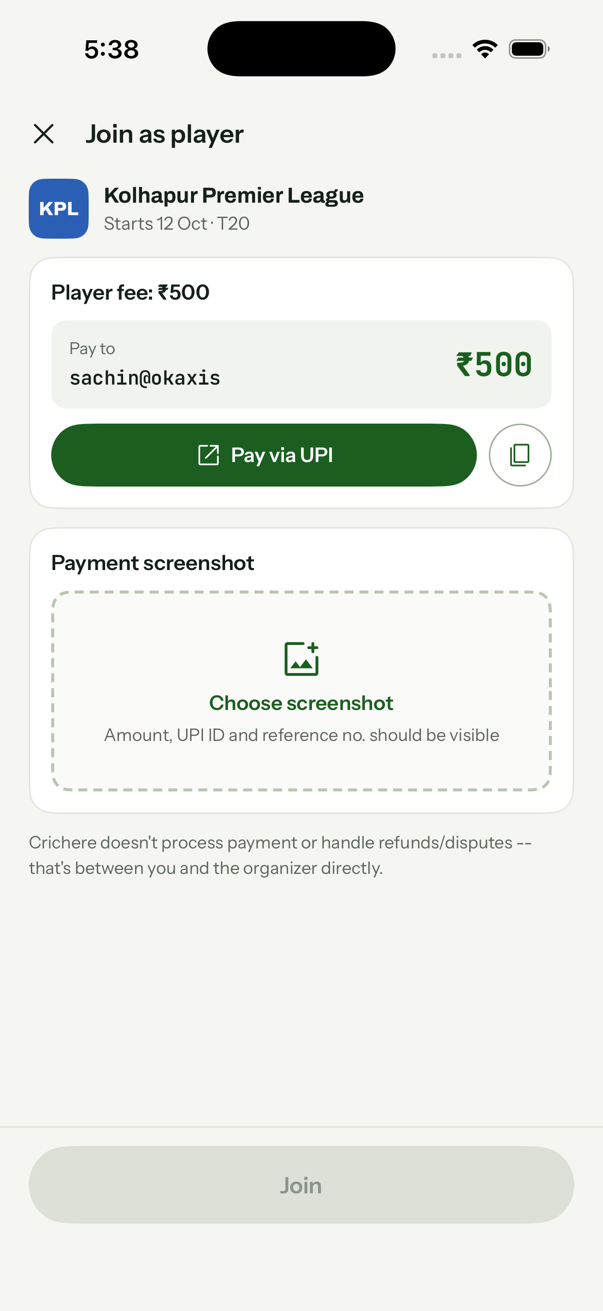 5:38
Join as player
KPL
Kolhapur Premier League
Starts 12 Oct · T20
Player fee: ₹500
Pay to
sachin@okaxis
₹500
Pay via UPI
Payment screenshot
Choose screenshot
Amount, UPI ID and reference no. should be visible
Crichere doesn't process payment or handle refunds/disputes --
that's between you and the organizer directly.
Join